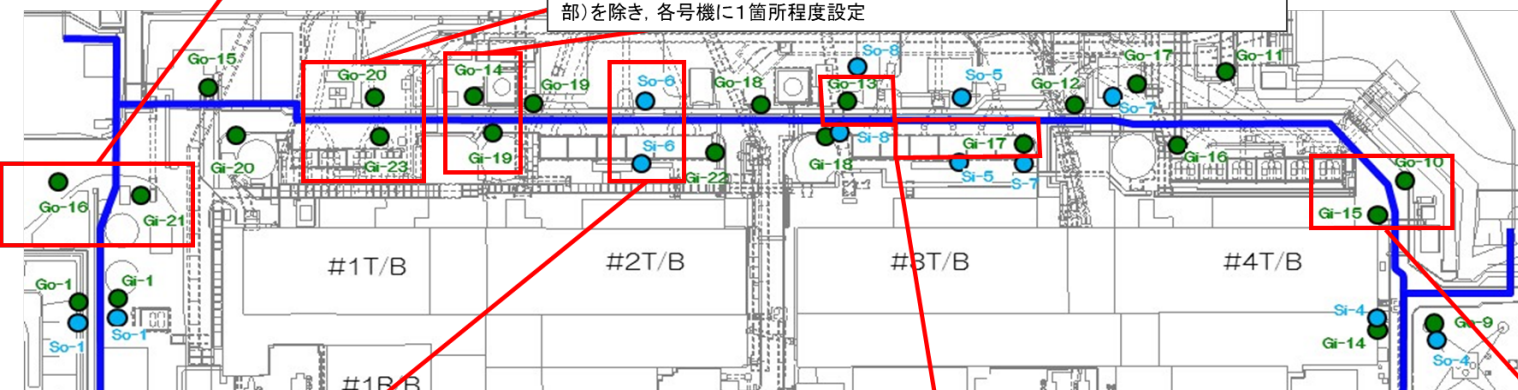 部)を除き，各号機に１箇所程度設定
So-8
Go-17
Go-11
Go-15
Go-20
Go-14
Go-19
So-6
Go-18
Go-13
So-5
Go-12
So-7
Gi-20
Gi-23
Gi-19
Si-6
Gi-22
Gi-18
Si-8
Gi-17
Si-5
S-7
Gi-16
Go-10
Go-16
Gi-21
Gi-15
#1T/B
#2T/B
#3T/B
#4T/B
Go-1
Gi-1
So-1
So-1
Si-4
Gi-14
Go-9
So-4
#1R/B